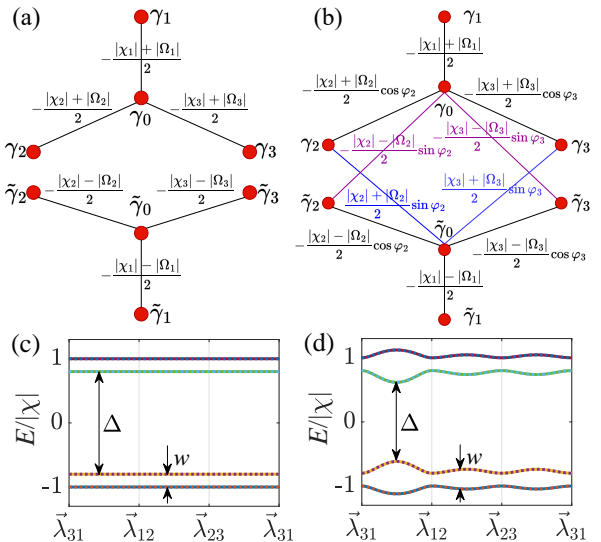 (a)
γ₁
-(|χ₁|+|Ω₁|)/2
-(|χ₂|+|Ω₂|)/2
-(|χ₃|+|Ω₃|)/2
γ₀
γ₂
γ₃
γ̃₂
γ̃₃
-(|χ₂|-|Ω₂|)/2
-(|χ₃|-|Ω₃|)/2
γ̃₀
-(|χ₁|-|Ω₁|)/2
γ̃₁
(b)
γ₁
-(|χ₁|+|Ω₁|)/2
-(|χ₂|+|Ω₂|)/2 cos φ₂
-(|χ₃|+|Ω₃|)/2 cos φ₃
γ₀
γ₂
γ₃
-(|χ₂|-|Ω₂|)/2 sin φ₂
-(|χ₃|-|Ω₃|)/2 sin φ₃
(|χ₂|+|Ω₂|)/2 sin φ₂
(|χ₃|+|Ω₃|)/2 sin φ₃
γ̃₂
γ̃₃
γ̃₀
-(|χ₂|-|Ω₂|)/2 cos φ₂
-(|χ₃|-|Ω₃|)/2 cos φ₃
-(|χ₁|-|Ω₁|)/2
γ̃₁
(c)
E/|χ|
1
0
-1
Δ
w
λ⃗₃₁ λ⃗₁₂ λ⃗₂₃ λ⃗₃₁
(d)
E/|χ|
1
0
-1
Δ
w
λ⃗₃₁ λ⃗₁₂ λ⃗₂₃ λ⃗₃₁